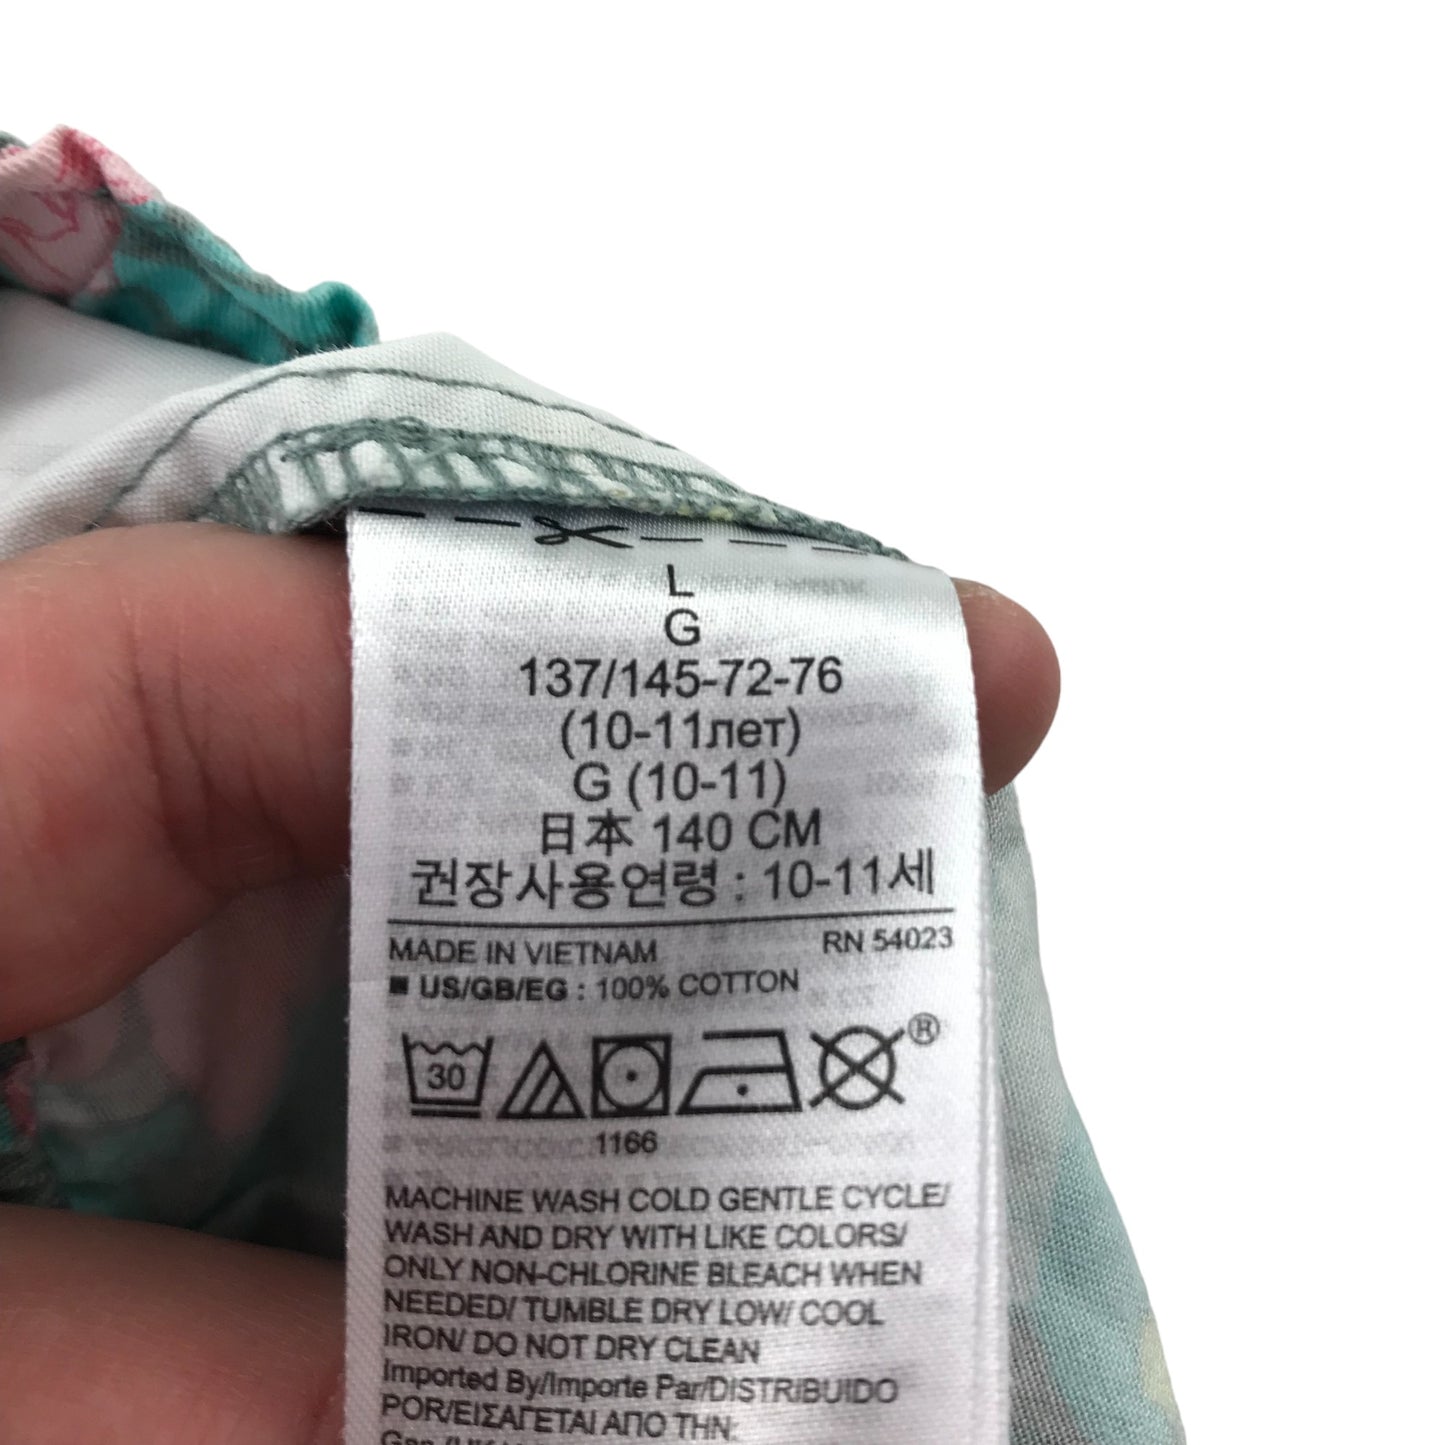 L
G
137/145-72-76
(10-11лет)
G (10-11)
日本 140 CM
권장사용연령 : 10-11세
MADE IN VIETNAM RN 54023
US/GB/EG : 100% COTTON
30 ®
1166
MACHINE WASH COLD GENTLE CYCLE/
WASH AND DRY WITH LIKE COLORS/
ONLY NON-CHLORINE BLEACH WHEN
NEEDED/ TUMBLE DRY LOW/ COOL
IRON/ DO NOT DRY CLEAN
Imported By/Importe Par/DISTRIBUIDO
POR/ΕΙΣΑΓΕΤΑΙ ΑΠΟ ΤΗΝ: